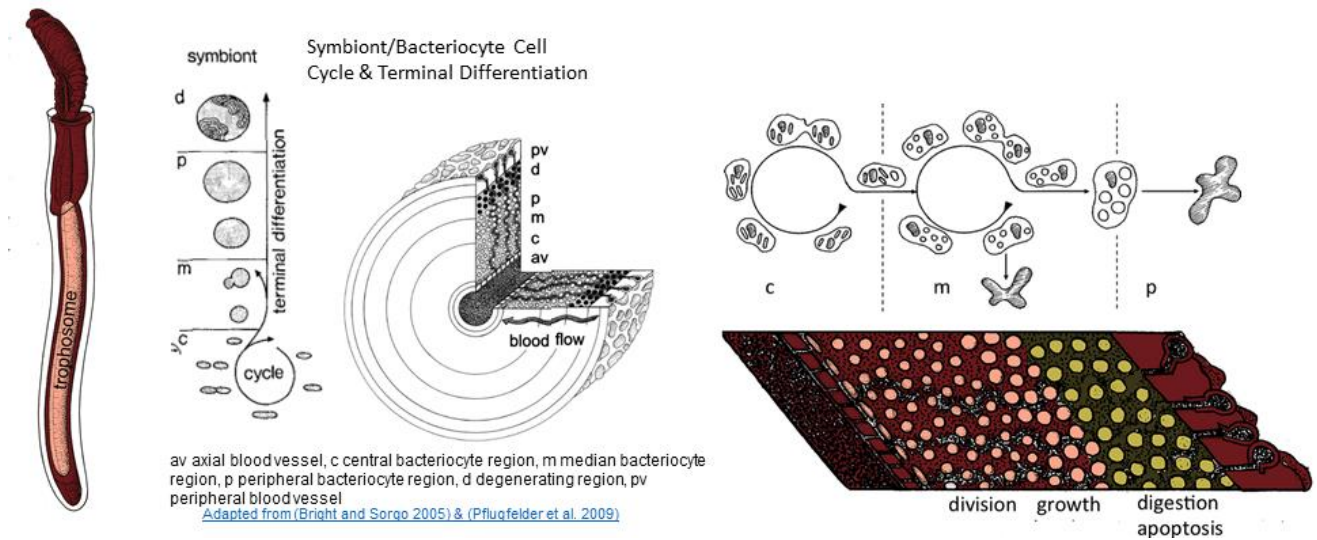 trophosome
symbiont
d
p
m
c
cycle
terminal differentiation
Symbiont/Bacteriocyte Cell
Cycle & Terminal Differentiation
pv
d
p
m
c
av
blood flow
av axial blood vessel, c central bacteriocyte region, m median bacteriocyte
region, p peripheral bacteriocyte region, d degenerating region, pv
peripheral blood vessel
Adapted from (Bright and Sorgo 2005) & (Pflugfelder et al. 2009)
c
m
p
division
growth
digestion
apoptosis